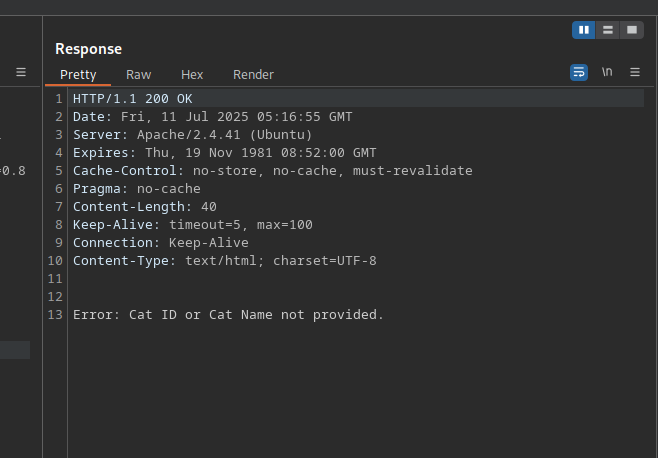 Response
Pretty Raw Hex Render
\n
1 HTTP/1.1 200 OK
2 Date: Fri, 11 Jul 2025 05:16:55 GMT
3 Server: Apache/2.4.41 (Ubuntu)
4 Expires: Thu, 19 Nov 1981 08:52:00 GMT
=0.8
5 Cache-Control: no-store, no-cache, must-revalidate
6 Pragma: no-cache
7 Content-Length: 40
8 Keep-Alive: timeout=5, max=100
9 Connection: Keep-Alive
10 Content-Type: text/html; charset=UTF-8
11
12
13 Error: Cat ID or Cat Name not provided.